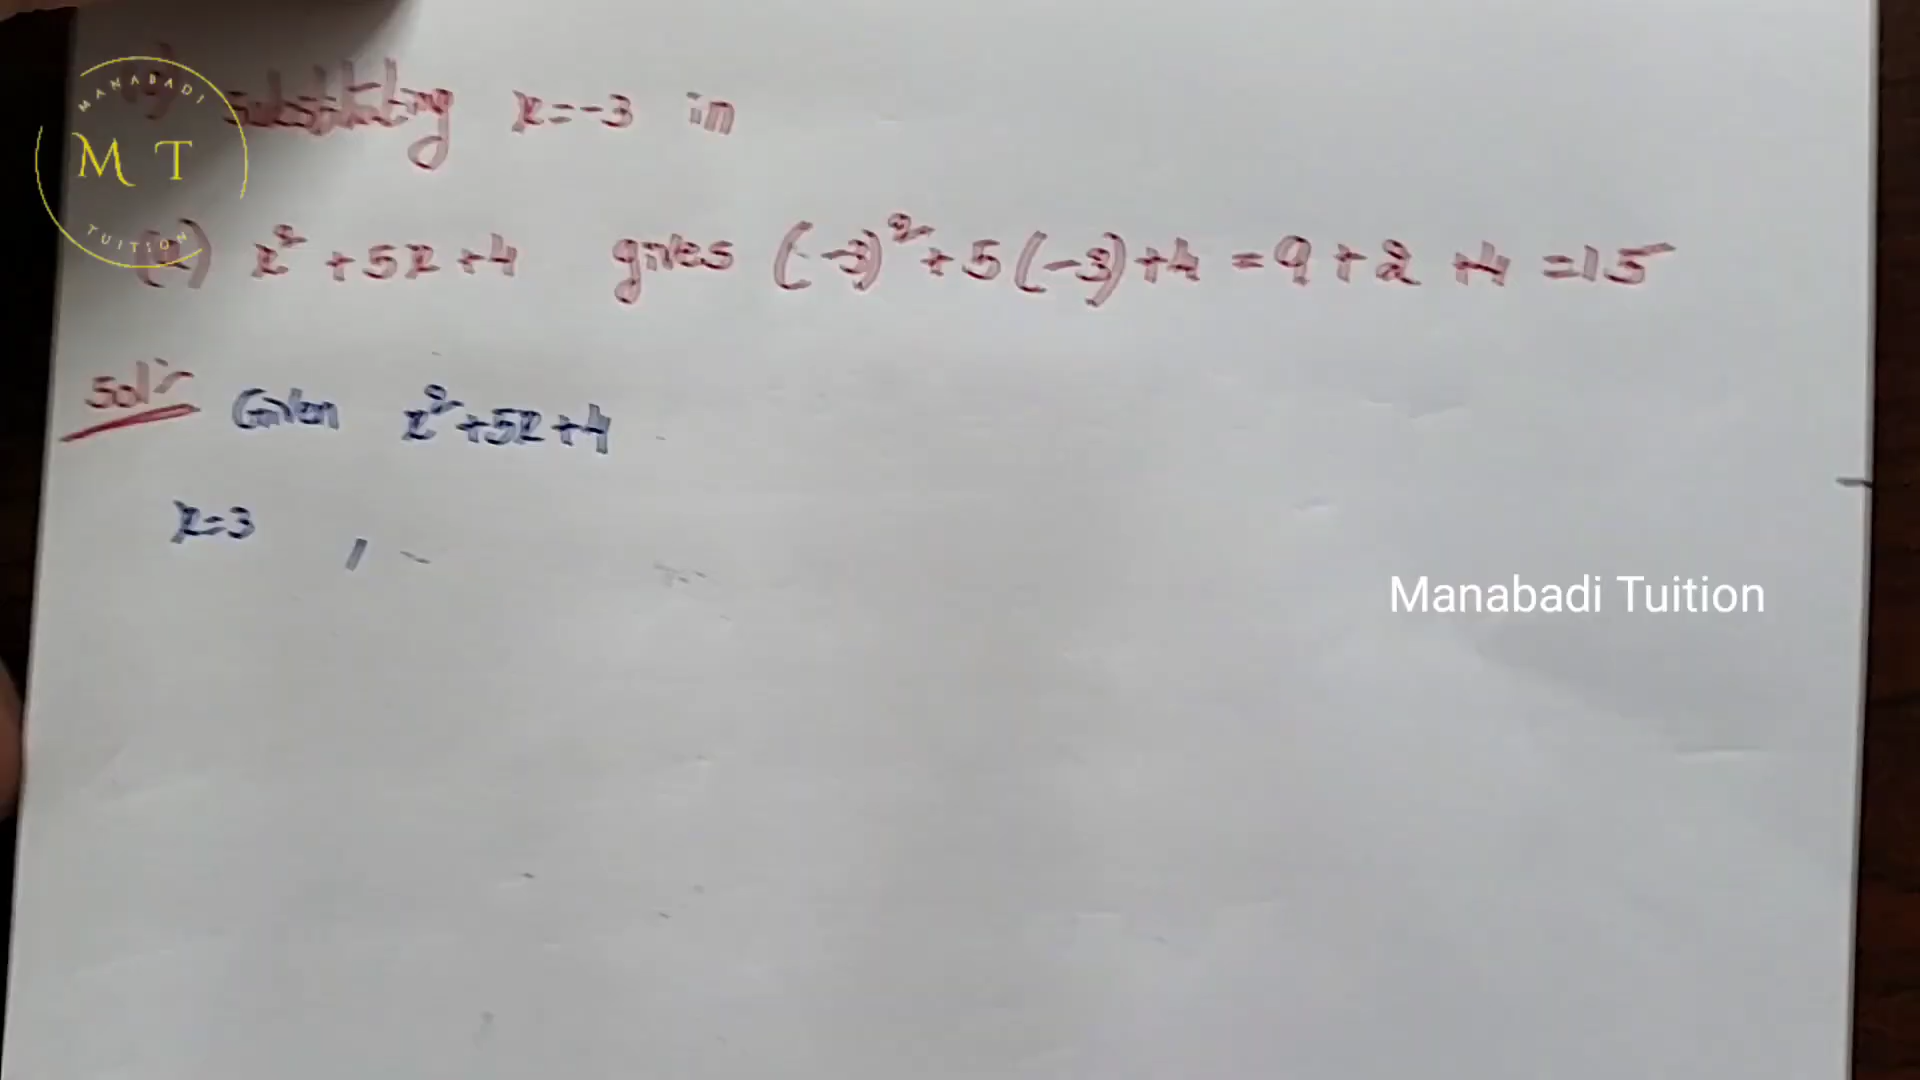 MANABADI
M T
TUITION
substituting x=-3 in
(a) x² +5x+4 gives (-3)²+5(-3)+4 = 9+2 +4 =15
Sol:-
Given x²+5x+4
x=3
Manabadi Tuition